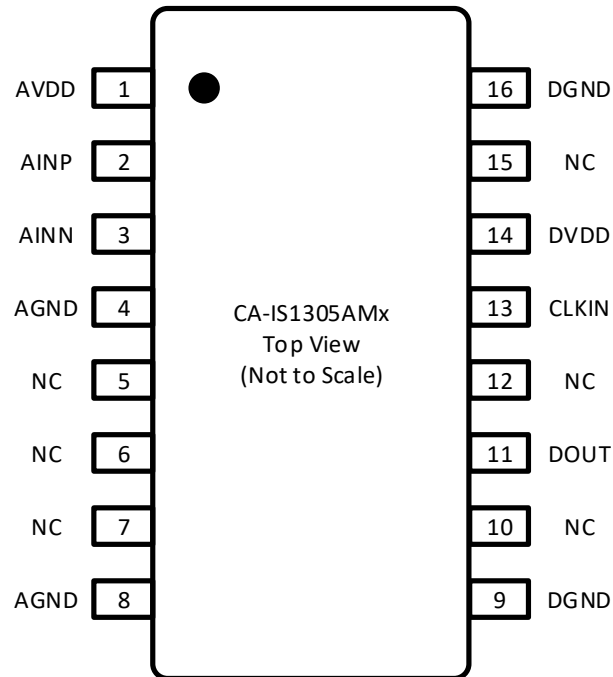 AVDD 1 16 DGND
AINP 2 15 NC
AINN 3 14 DVDD
AGND 4 13 CLKIN
CA-IS1305AMx
Top View
(Not to Scale)
NC 5 12 NC
NC 6 11 DOUT
NC 7 10 NC
AGND 8 9 DGND